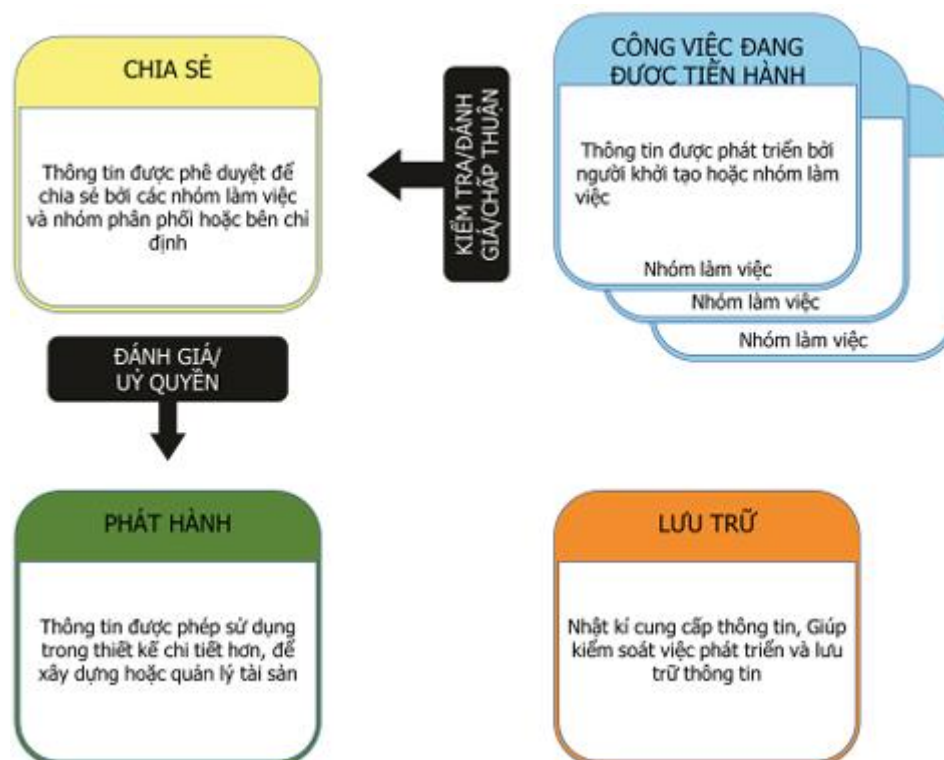 CHIA SẺ
Thông tin được phê duyệt để
chia sẻ bởi các nhóm làm việc
và nhóm phân phối hoặc bên chỉ
định
KIỂM TRA/ĐÁNH
GIÁ/CHẤP THUẬN
CÔNG VIỆC ĐANG
ĐƯỢC TIẾN HÀNH
Thông tin được phát triển bởi
người khởi tạo hoặc nhóm làm
việc
Nhóm làm việc
Nhóm làm việc
Nhóm làm việc
ĐÁNH GIÁ/
UỶ QUYỀN
PHÁT HÀNH
Thông tin được phép sử dụng
trong thiết kế chi tiết hơn, để
xây dựng hoặc quản lý tài sản
LƯU TRỮ
Nhật kí cung cấp thông tin, Giúp
kiểm soát việc phát triển và lưu
trữ thông tin